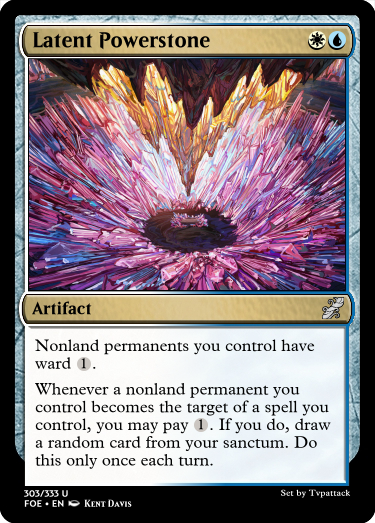 Latent Powerstone
Artifact
Nonland permanents you control have
ward 1.
Whenever a nonland permanent you
control becomes the target of a spell you
control, you may pay 1. If you do, draw
a random card from your sanctum. Do
this only once each turn.
303/333 U
FOE • EN Kent Davis
Set by Tvpattack